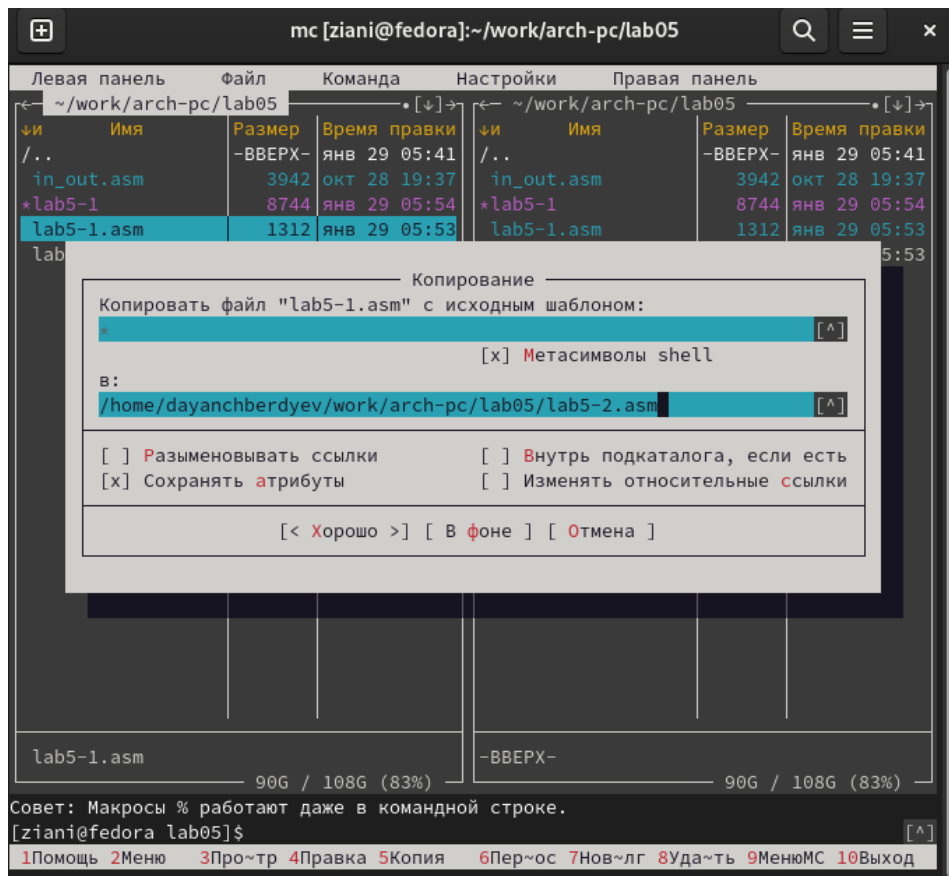 mc [ziani@fedora]:~/work/arch-pc/lab05
Левая панель Файл Команда Настройки Правая панель
~/work/arch-pc/lab05 [↓] ~/work/arch-pc/lab05 [↓]
↓и Имя Размер Время правки ↓и Имя Размер Время правки
/.. -ВВЕРХ- янв 29 05:41 /.. -ВВЕРХ- янв 29 05:41
in_out.asm 3942 окт 28 19:37 in_out.asm 3942 окт 28 19:37
*lab5-1 8744 янв 29 05:54 *lab5-1 8744 янв 29 05:54
lab5-1.asm 1312 янв 29 05:53 lab5-1.asm 1312 янв 29 05:53
lab 5:53
Копирование
Копировать файл "lab5-1.asm" с исходным шаблоном:
* [^]
[x] Метасимволы shell
в:
/home/dayanchberdyev/work/arch-pc/lab05/lab5-2.asm [^]
[ ] Разыменовывать ссылки [ ] Внутрь подкаталога, если есть
[x] Сохранять атрибуты [ ] Изменять относительные ссылки
[< Хорошо >] [ В фоне ] [ Отмена ]
lab5-1.asm -ВВЕРХ-
90G / 108G (83%) 90G / 108G (83%)
Совет: Макросы % работают даже в командной строке.
[ziani@fedora lab05]$ [^]
1Помощь 2Меню 3Про~тр 4Правка 5Копия 6Пер~ос 7Нов~лг 8Уда~ть 9МенюМС 10Выход